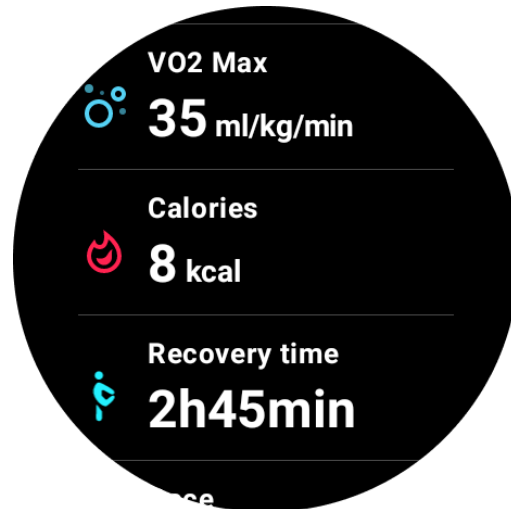 VO2 Max
35 ml/kg/min
Calories
8 kcal
Recovery time
2h45min